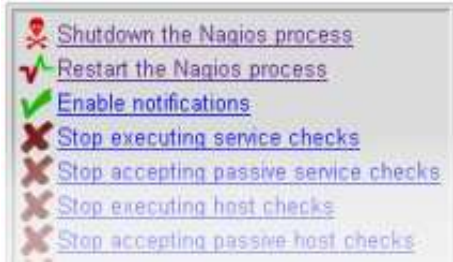 Shutdown the Nagios process
Restart the Nagios process
Enable notifications
Stop executing service checks
Stop accepting passive service checks
Stop executing host checks
Stop accepting passive host checks